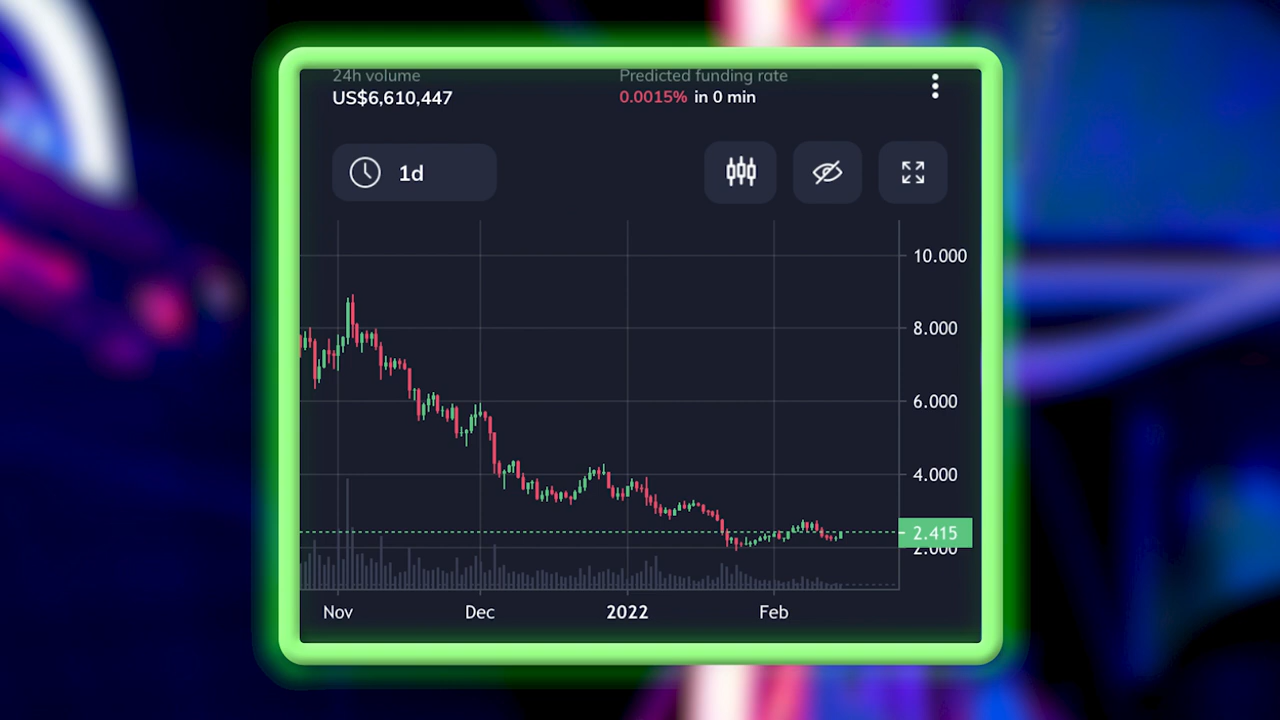 24h volume
Predicted funding rate
US$6,610,447
0.0015% in 0 min
1d
10.000
8.000
6.000
4.000
2.415
2.000
Nov
Dec
2022
Feb